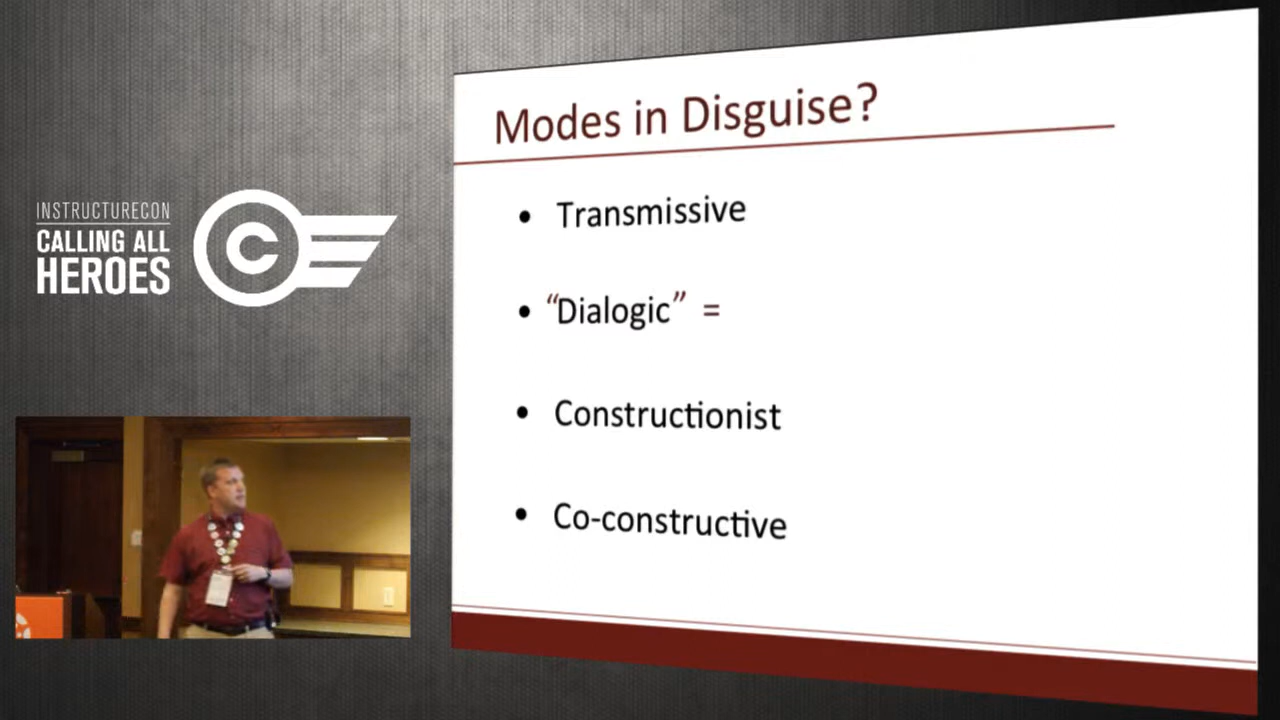 INSTRUCTURECON
CALLING ALL
HEROES
C
Modes in Disguise?
• Transmissive
• “Dialogic” =
• Constructionist
• Co-constructive